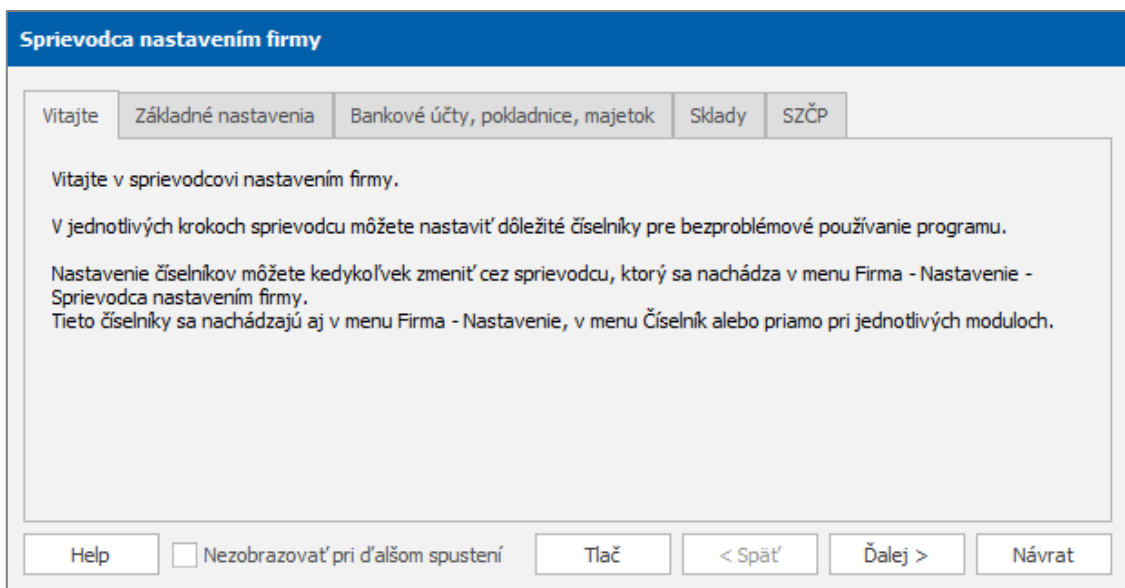 Sprievodca nastavením firmy
Vitajte
Základné nastavenia
Bankové účty, pokladnice, majetok
Sklady
SZČP
Vitajte v sprievodcovi nastavením firmy.
V jednotlivých krokoch sprievodcu môžete nastaviť dôležité číselníky pre bezproblémové používanie programu.
Nastavenie číselníkov môžete kedykoľvek zmeniť cez sprievodcu, ktorý sa nachádza v menu Firma - Nastavenie -
Sprievodca nastavením firmy.
Tieto číselníky sa nachádzajú aj v menu Firma - Nastavenie, v menu Číselník alebo priamo pri jednotlivých moduloch.
Help
Nezobrazovať pri ďalšom spustení
Tlač
< Späť
Ďalej >
Návrat